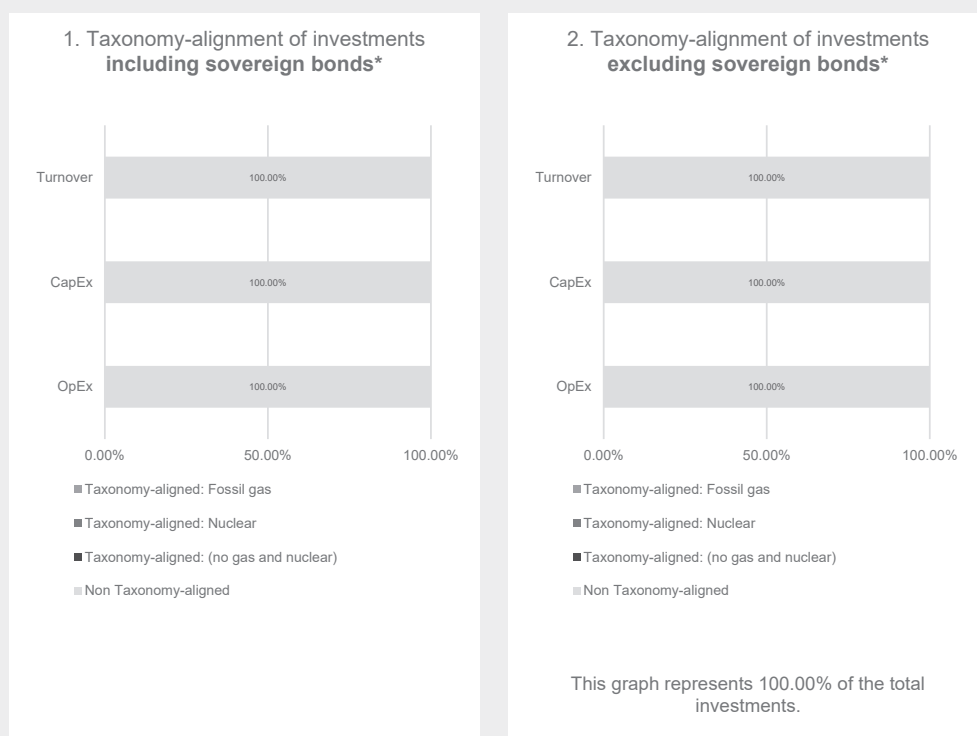 1. Taxonomy-alignment of investments
including sovereign bonds*
Turnover
100.00%
CapEx
100.00%
OpEx
100.00%
0.00%
50.00%
100.00%
Taxonomy-aligned: Fossil gas
Taxonomy-aligned: Nuclear
Taxonomy-aligned: (no gas and nuclear)
Non Taxonomy-aligned
2. Taxonomy-alignment of investments
excluding sovereign bonds*
Turnover
100.00%
CapEx
100.00%
OpEx
100.00%
0.00%
50.00%
100.00%
Taxonomy-aligned: Fossil gas
Taxonomy-aligned: Nuclear
Taxonomy-aligned: (no gas and nuclear)
Non Taxonomy-aligned
This graph represents 100.00% of the total
investments.